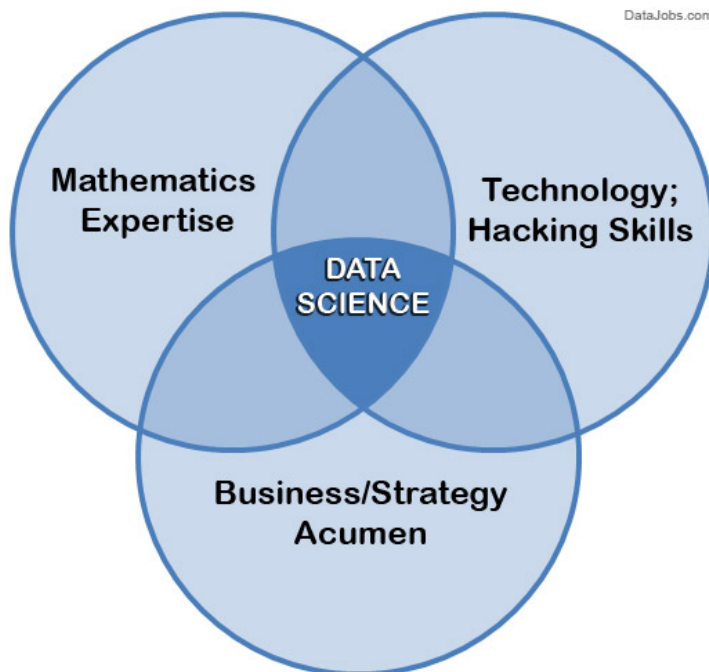 DataJobs.com
Mathematics
Expertise
Technology;
Hacking Skills
DATA
SCIENCE
Business/Strategy
Acumen